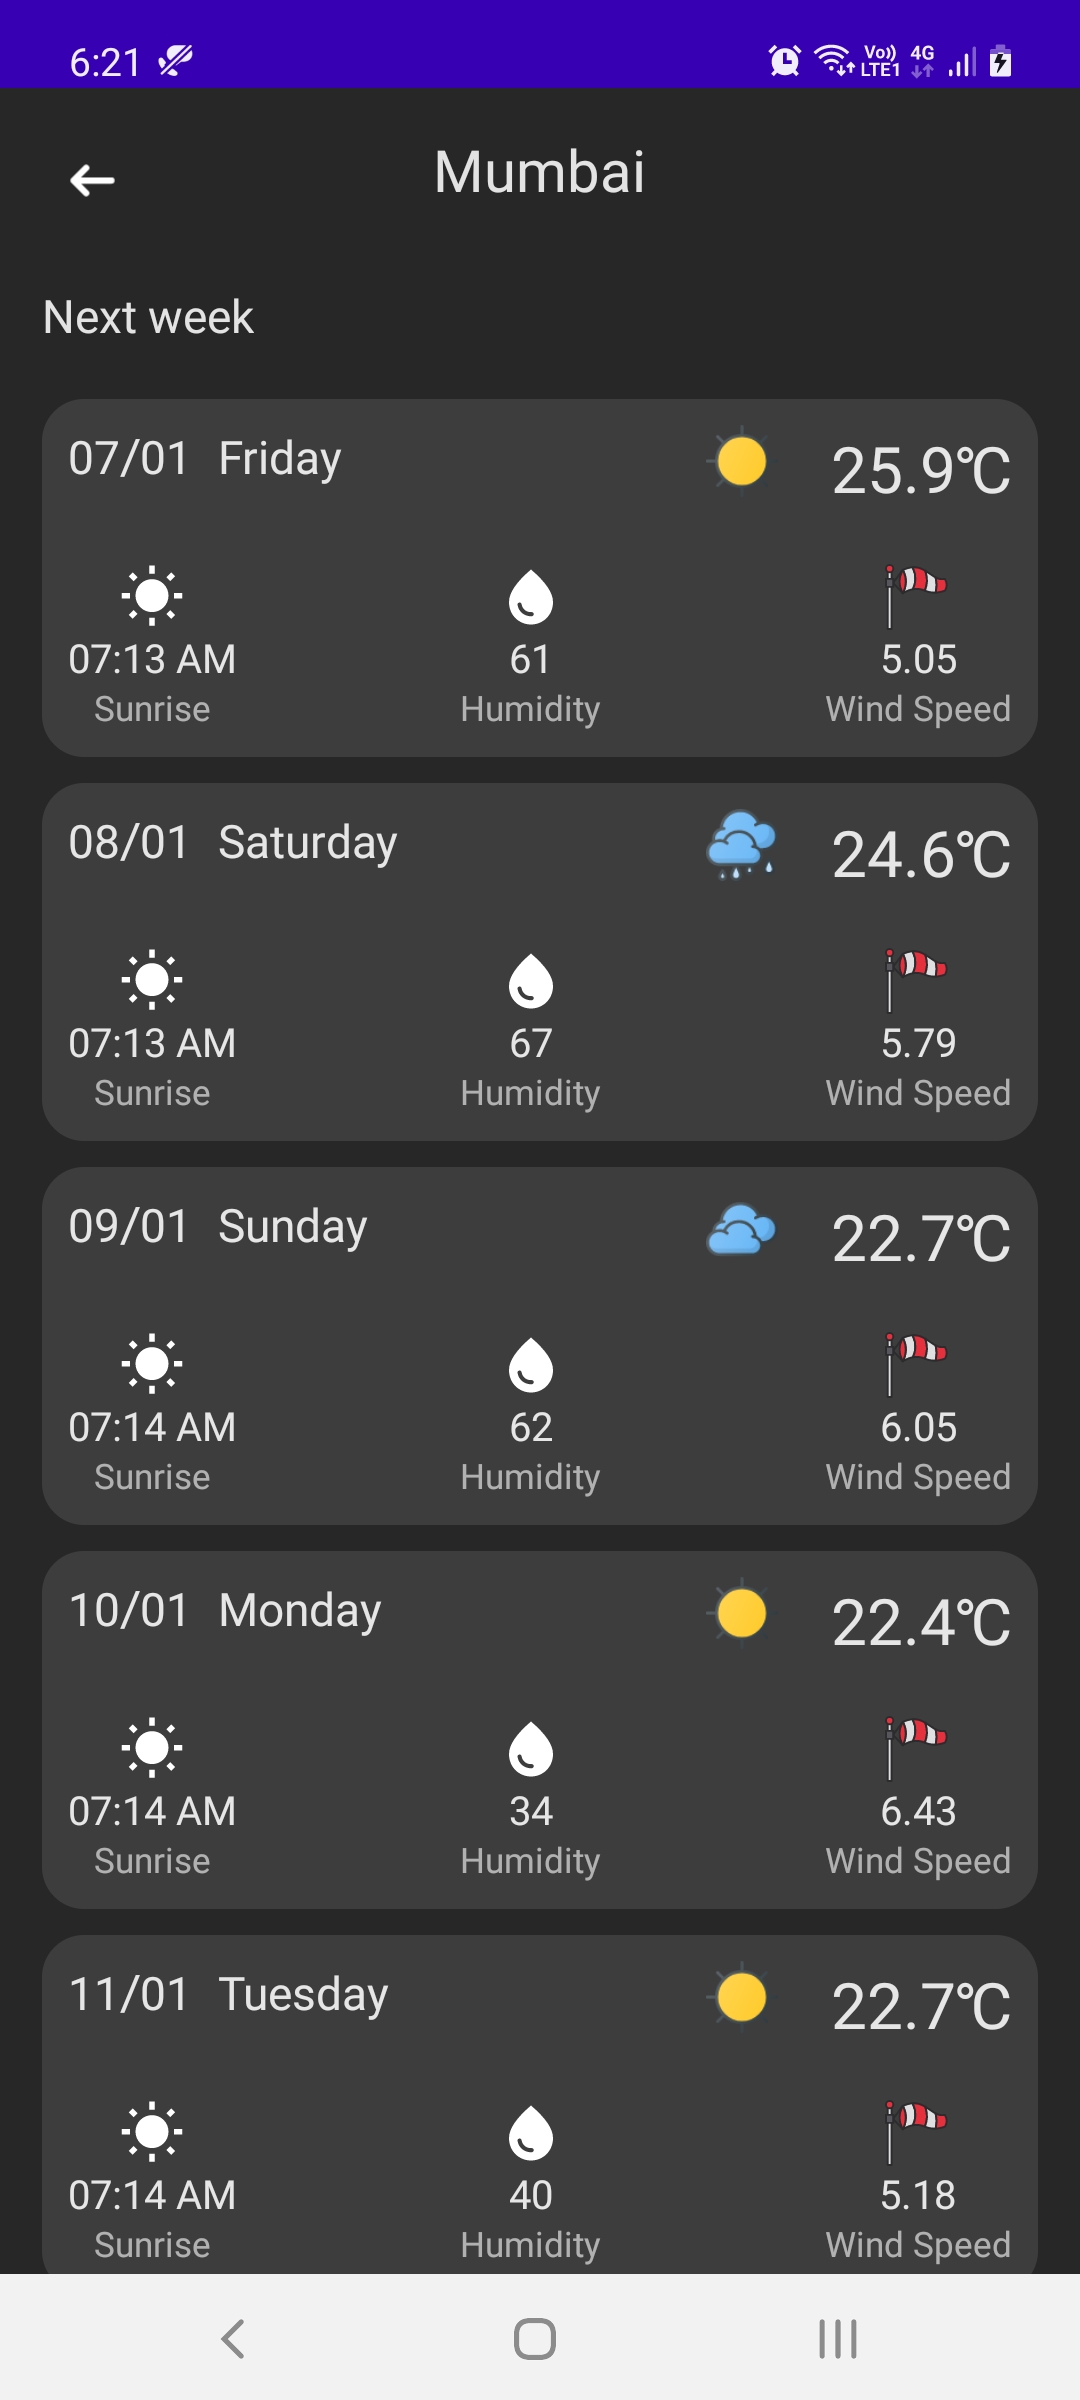 6:21 Vo)) LTE1 4G
Mumbai
Next week
07/01 Friday 25.9℃
07:13 AM 61 5.05
Sunrise Humidity Wind Speed
08/01 Saturday 24.6℃
07:13 AM 67 5.79
Sunrise Humidity Wind Speed
09/01 Sunday 22.7℃
07:14 AM 62 6.05
Sunrise Humidity Wind Speed
10/01 Monday 22.4℃
07:14 AM 34 6.43
Sunrise Humidity Wind Speed
11/01 Tuesday 22.7℃
07:14 AM 40 5.18
Sunrise Humidity Wind Speed